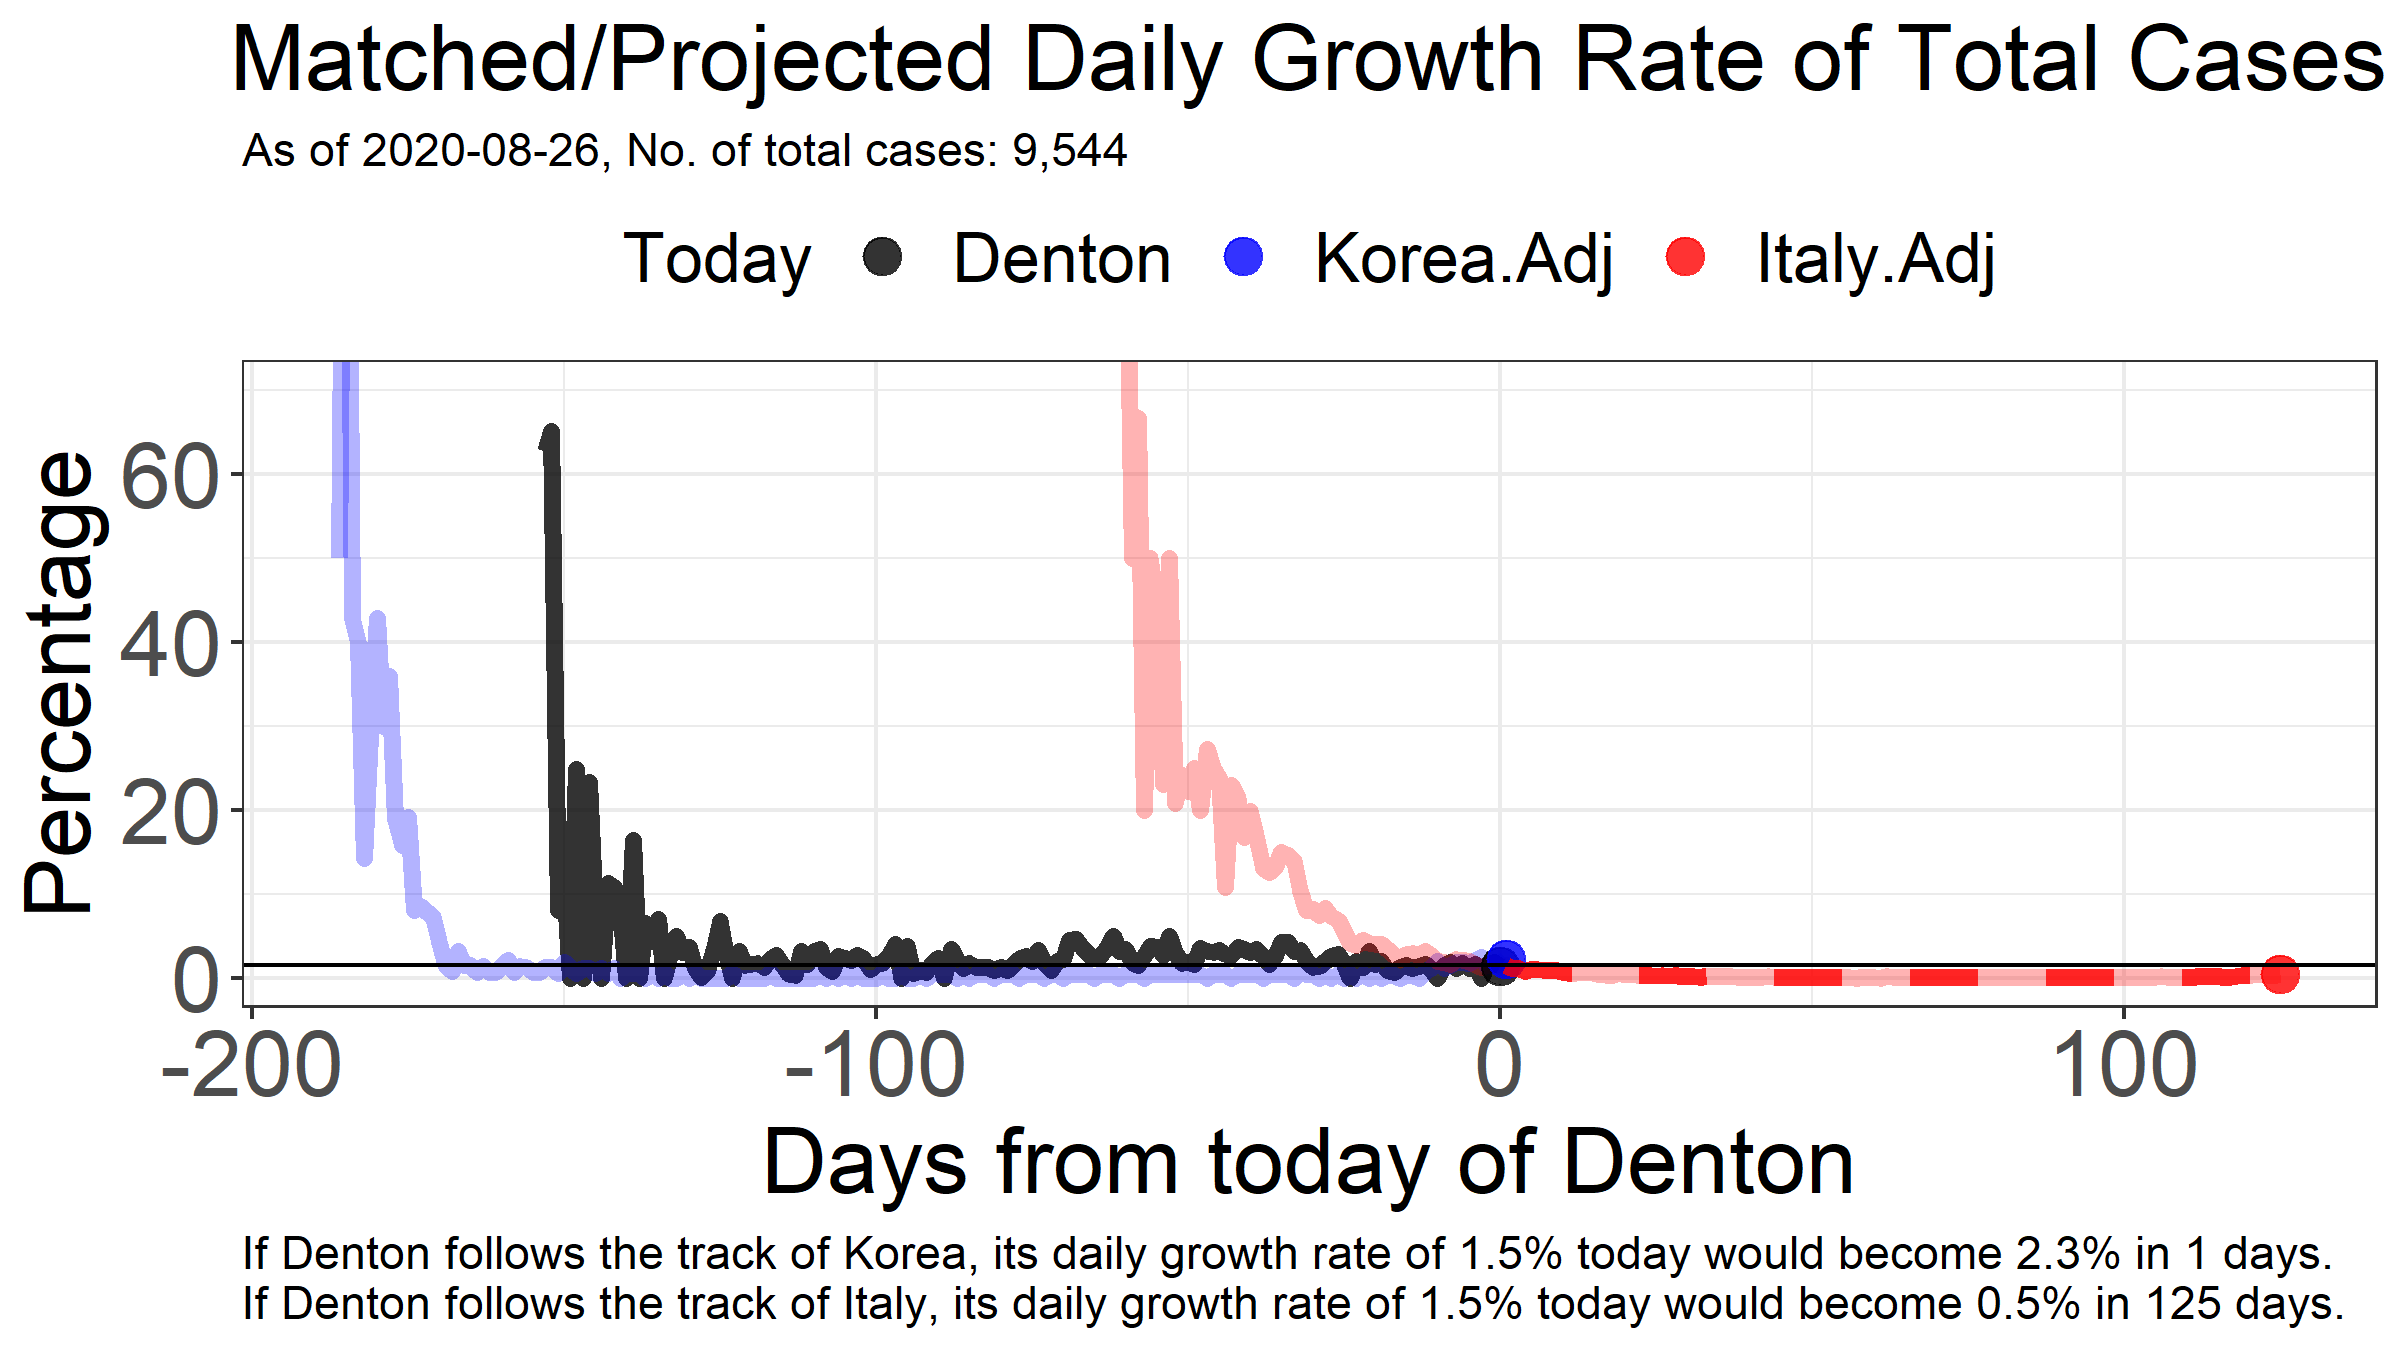 Matched/Projected Daily Growth Rate of Total Cases
As of 2020-08-26, No. of total cases: 9,544
Today Denton Korea.Adj Italy.Adj
Percentage
60
40
20
0
-200 -100 0 100
Days from today of Denton
If Denton follows the track of Korea, its daily growth rate of 1.5% today would become 2.3% in 1 days.
If Denton follows the track of Italy, its daily growth rate of 1.5% today would become 0.5% in 125 days.